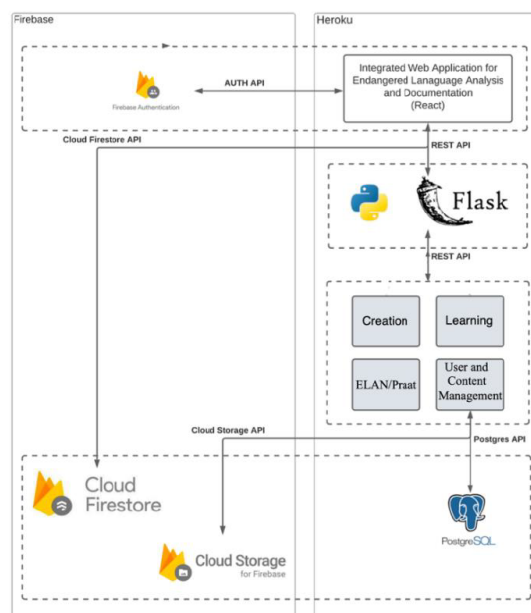 Firebase
Heroku
Integrated Web Application for
Endangered Lanaguage Analysis
and Documentation
(React)
AUTH API
Firebase Authentication
Cloud Firestore API
REST API
Flask
REST API
Creation
Learning
ELAN/Praat
User and
Content
Management
Cloud Storage API
Postgres API
Cloud
Firestore
Cloud Storage
for Firebase
PostgreSQL